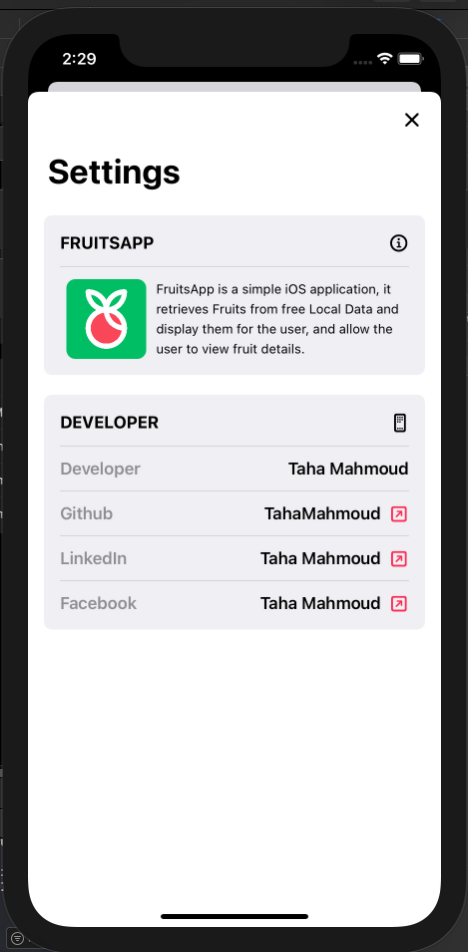 2:29
Settings
FRUITSAPP
FruitsApp is a simple iOS application, it
retrieves Fruits from free Local Data and
display them for the user, and allow the
user to view fruit details.
DEVELOPER
Developer Taha Mahmoud
Github TahaMahmoud
LinkedIn Taha Mahmoud
Facebook Taha Mahmoud